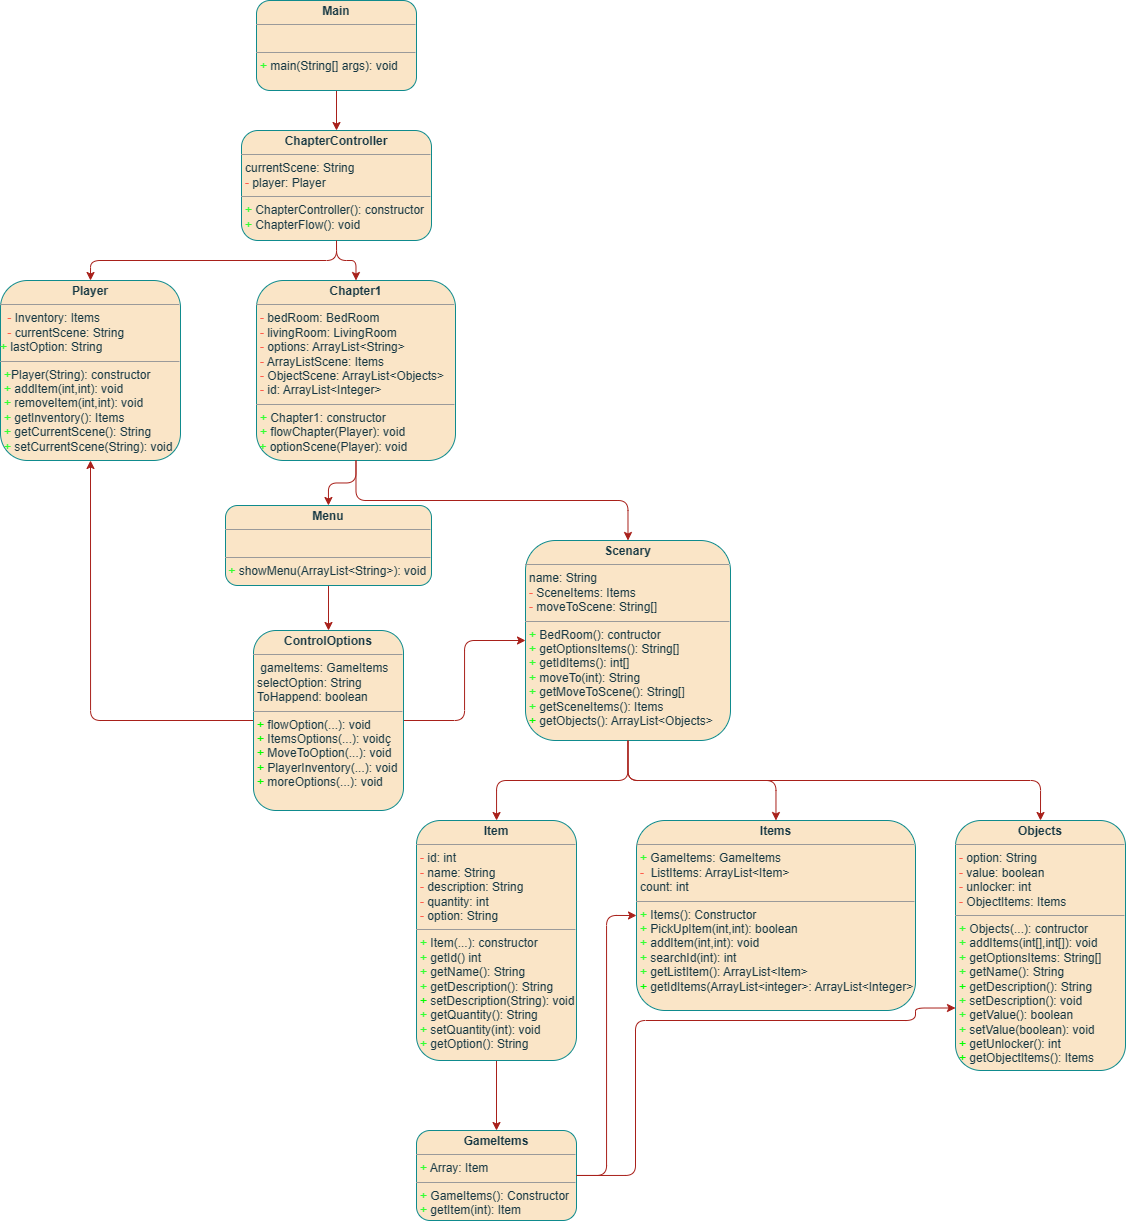 Main
+ main(String[] args): void
ChapterController
currentScene: String
- player: Player
+ ChapterController(): constructor
+ ChapterFlow(): void
Player
- Inventory: Items
- currentScene: String
+ lastOption: String
+Player(String): constructor
+ addItem(int,int): void
+ removeItem(int,int): void
+ getInventory(): Items
+ getCurrentScene(): String
+ setCurrentScene(String): void
Chapter1
- bedRoom: BedRoom
- livingRoom: LivingRoom
- options: ArrayList<String>
- ArrayListScene: Items
- ObjectScene: ArrayList<Objects>
- id: ArrayList<Integer>
+ Chapter1: constructor
+ flowChapter(Player): void
+ optionScene(Player): void
Menu
+ showMenu(ArrayList<String>): void
Scenary
name: String
- SceneItems: Items
- moveToScene: String[]
+ BedRoom(): contructor
+ getOptionsItems(): String[]
+ getIdItems(): int[]
+ moveTo(int): String
+ getMoveToScene(): String[]
+ getSceneItems(): Items
+ getObjects(): ArrayList<Objects>
ControlOptions
gameItems: GameItems
selectOption: String
ToHappend: boolean
+ flowOption(...): void
+ ItemsOptions(...): voidç
+ MoveToOption(...): void
+ PlayerInventory(...): void
+ moreOptions(...): void
Item
- id: int
- name: String
- description: String
- quantity: int
- option: String
+ Item(...): constructor
+ getId() int
+ getName(): String
+ getDescription(): String
+ setDescription(String): void
+ getQuantity(): String
+ setQuantity(int): void
+ getOption(): String
Items
+ GameItems: GameItems
- ListItems: ArrayList<Item>
count: int
+ Items(): Constructor
+ PickUpItem(int,int): boolean
+ addItem(int,int): void
+ searchId(int): int
+ getListItem(): ArrayList<Item>
+ getIdItems(ArrayList<integer>: ArrayList<Integer>
Objects
- option: String
- value: boolean
- unlocker: int
- ObjectItems: Items
+ Objects(...): contructor
+ addItems(int[],int[]): void
+ getOptionsItems: String[]
+ getName(): String
+ getDescription(): String
+ setDescription(): void
+ getValue(): boolean
+ setValue(boolean): void
+ getUnlocker(): int
+ getObjectItems(): Items
GameItems
+ Array: Item
+ GameItems(): Constructor
+ getItem(int): Item